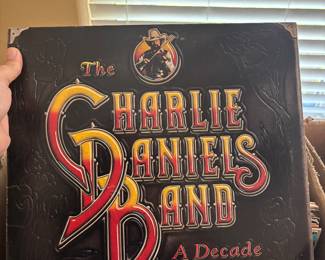 The
CHARLIE
DANIELS
BAND
A Decade